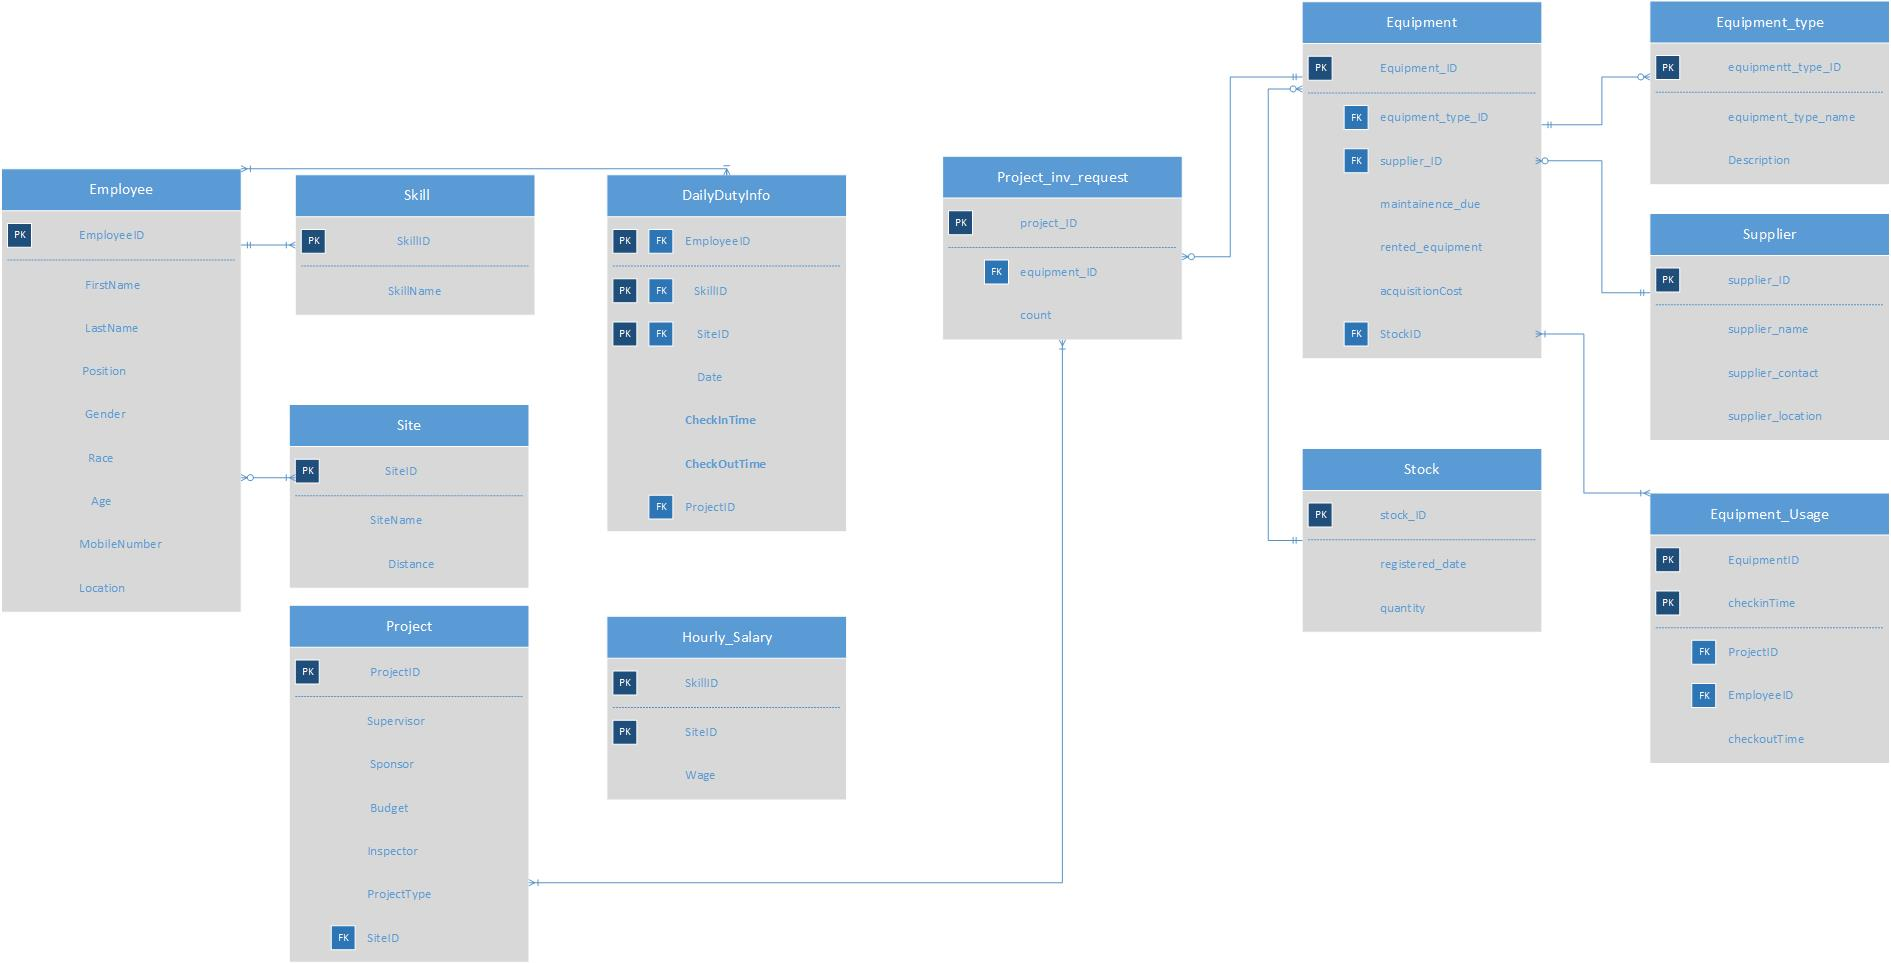 Employee
PK EmployeeID
FirstName
LastName
Position
Gender
Race
Age
MobileNumber
Location
Skill
PK SkillID
SkillName
Site
PK SiteID
SiteName
Distance
Project
PK ProjectID
Supervisor
Sponsor
Budget
Inspector
ProjectType
FK SiteID
DailyDutyInfo
PK FK EmployeeID
PK FK SkillID
PK FK SiteID
Date
CheckInTime
CheckOutTime
FK ProjectID
Hourly_Salary
PK SkillID
PK SiteID
Wage
Project_inv_request
PK project_ID
FK equipment_ID
count
Equipment
PK Equipment_ID
FK equipment_type_ID
FK supplier_ID
maintainence_due
rented_equipment
acquisitionCost
FK StockID
Stock
PK stock_ID
registered_date
quantity
Equipment_type
PK equipmentt_type_ID
equipment_type_name
Description
Supplier
PK supplier_ID
supplier_name
supplier_contact
supplier_location
Equipment_Usage
PK EquipmentID
PK checkinTime
FK ProjectID
FK EmployeeID
checkoutTime